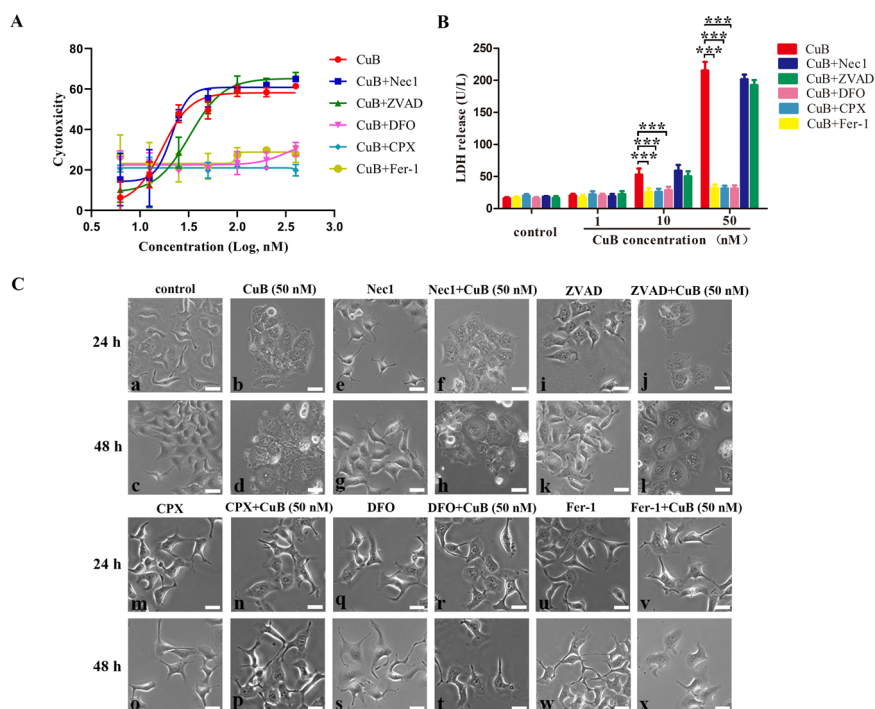 A
80
60
40
20
0
Cytotoxicity
0.5 1.0 1.5 2.0 2.5 3.0
Concentration (Log, nM)
CuB
CuB+Nec1
CuB+ZVAD
CuB+DFO
CuB+CPX
CuB+Fer-1
B
250
200
150
100
50
0
LDH release (U/L)
***
***
***
***
***
***
control 1 10 50
CuB concentration (nM)
CuB
CuB+Nec1
CuB+ZVAD
CuB+DFO
CuB+CPX
CuB+Fer-1
C
control CuB (50 nM) Nec1 Nec1+CuB (50 nM) ZVAD ZVAD+CuB (50 nM)
24 h
a b e f i j
48 h
c d g h k l
CPX CPX+CuB (50 nM) DFO DFO+CuB (50 nM) Fer-1 Fer-1+CuB (50 nM)
24 h
m n q r u v
48 h
o p s t w x